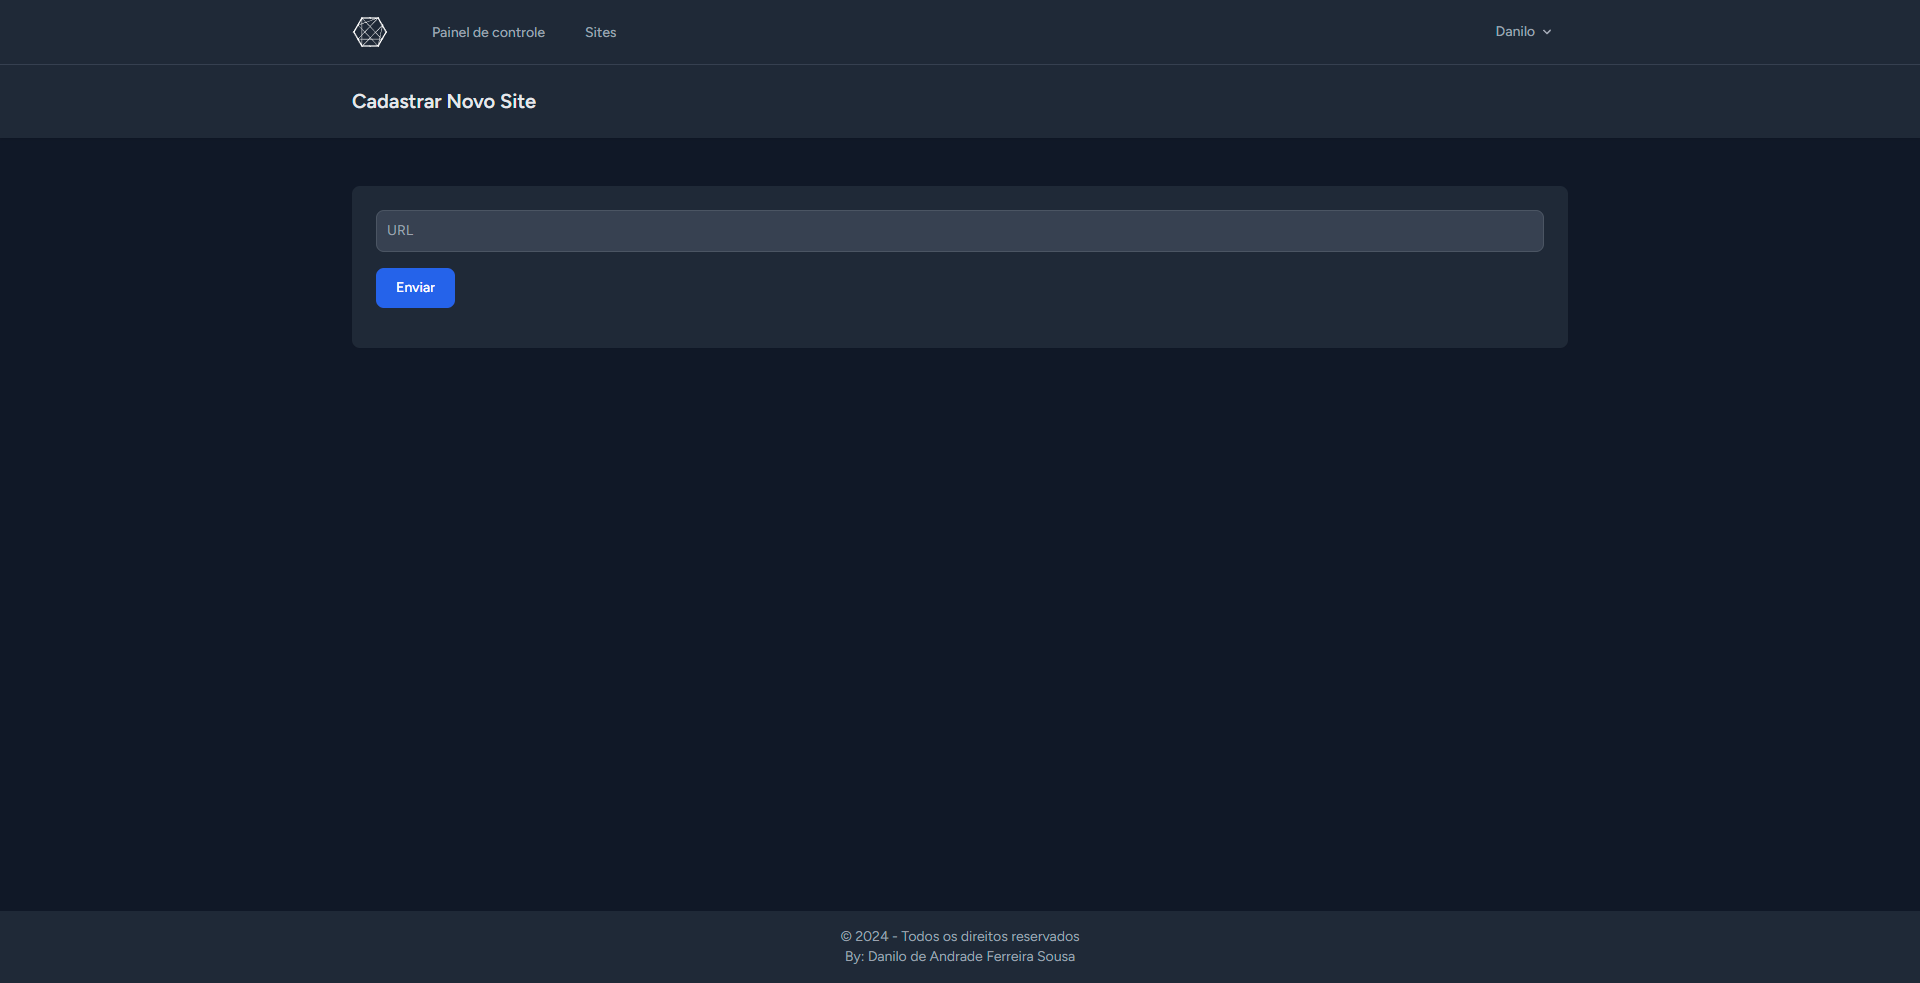 Painel de controle
Sites
Danilo
Cadastrar Novo Site
URL
Enviar
© 2024 - Todos os direitos reservados
By: Danilo de Andrade Ferreira Sousa